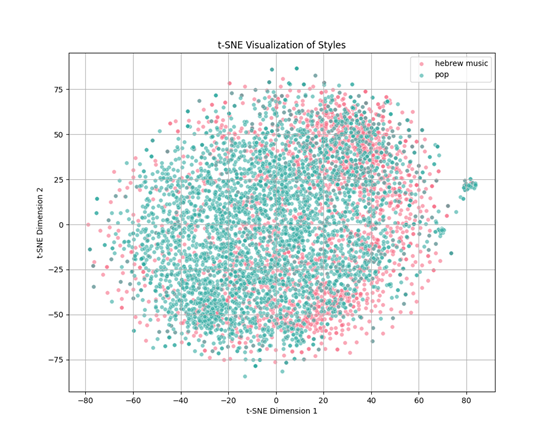 t-SNE Visualization of Styles
hebrew music
pop
75
50
25
0
−25
−50
−75
t-SNE Dimension 2
−80 −60 −40 −20 0 20 40 60 80
t-SNE Dimension 1